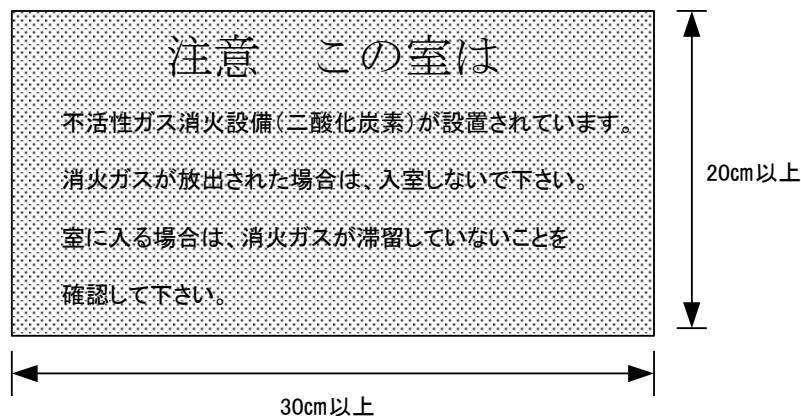 注意　この室は
不活性ガス消火設備（二酸化炭素）が設置されています。
消火ガスが放出された場合は、入室しないで下さい。
室に入る場合は、消火ガスが滞留していないことを
確認して下さい。
20㎝以上
30㎝以上